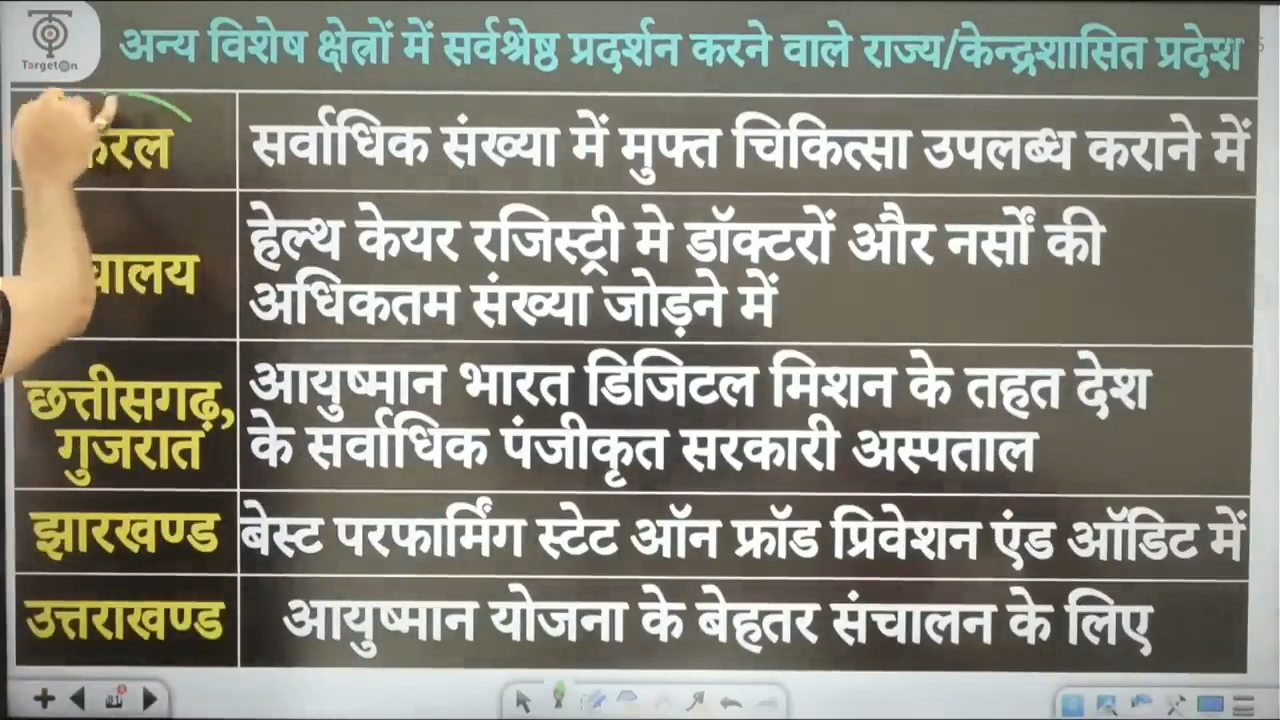 TargetOn
अन्य विशेष क्षेत्रों में सर्वश्रेष्ठ प्रदर्शन करने वाले राज्य/केन्द्रशासित प्रदेश
सर्वाधिक संख्या में मुफ्त चिकित्सा उपलब्ध कराने में
हेल्थ केयर रजिस्ट्री मे डॉक्टरों और नर्सों की
अधिकतम संख्या जोड़ने में
छत्तीसगढ़,
गुजरात
आयुष्मान भारत डिजिटल मिशन के तहत देश
के सर्वाधिक पंजीकृत सरकारी अस्पताल
झारखण्ड बेस्ट परफार्मिंग स्टेट ऑन फ्रॉड प्रिवेशन एंड ऑडिट में
उत्तराखण्ड आयुष्मान योजना के बेहतर संचालन के लिए